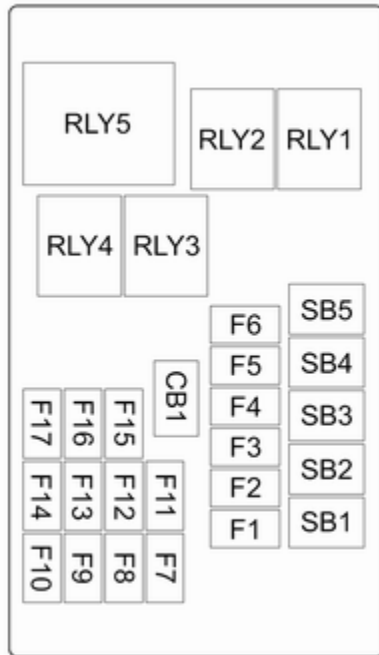 RLY5
RLY2 RLY1
RLY4 RLY3
SB5
F6
SB4
F5
CB1
F4
SB3
F17 F16 F15
F3
SB2
F14 F13 F12 F11
F2
SB1
F1
F10 F9 F8 F7